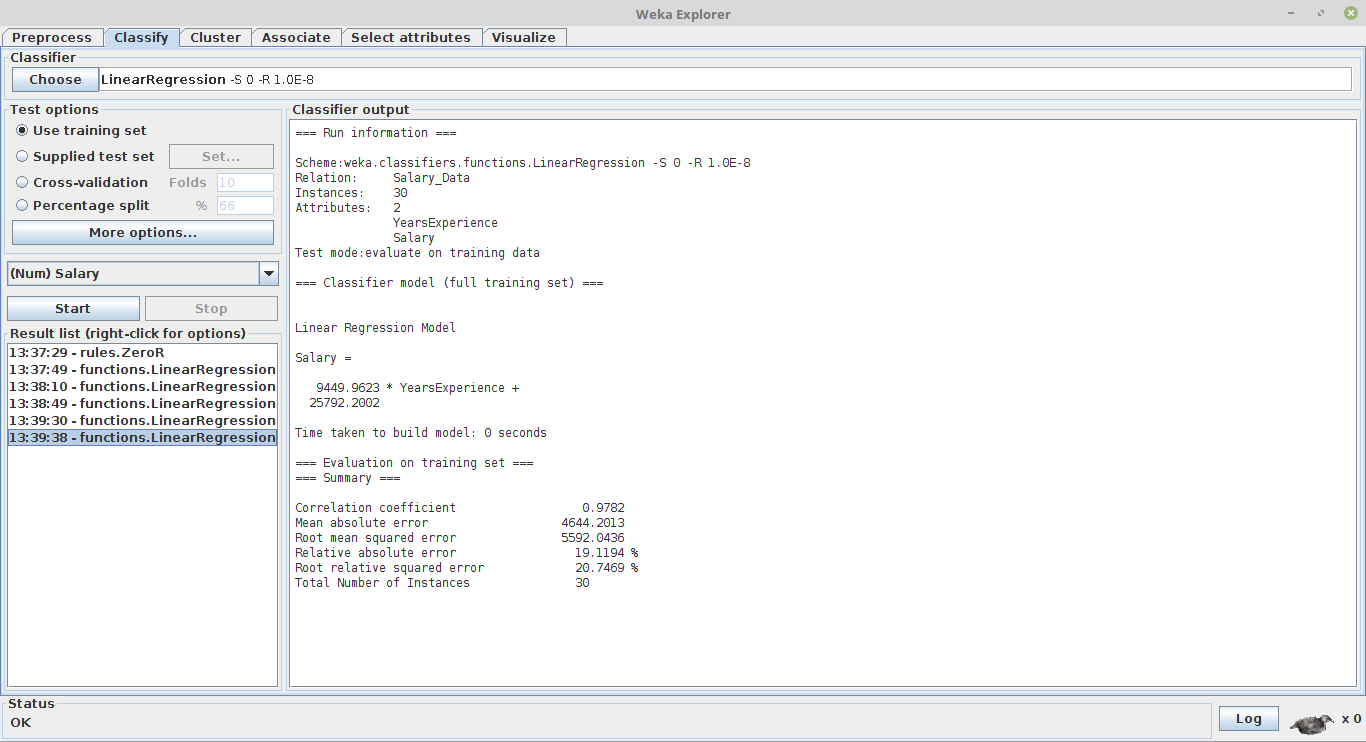 Weka Explorer
Preprocess Classify Cluster Associate Select attributes Visualize
Classifier
Choose LinearRegression -S 0 -R 1.0E-8
Test options
Use training set
Supplied test set Set...
Cross-validation Folds 10
Percentage split % 66
More options...
(Num) Salary
Start Stop
Result list (right-click for options)
13:37:29 - rules.ZeroR
13:37:49 - functions.LinearRegression
13:38:10 - functions.LinearRegression
13:38:49 - functions.LinearRegression
13:39:30 - functions.LinearRegression
13:39:38 - functions.LinearRegression
Classifier output
=== Run information ===
Scheme:weka.classifiers.functions.LinearRegression -S 0 -R 1.0E-8
Relation: Salary_Data
Instances: 30
Attributes: 2
YearsExperience
Salary
Test mode:evaluate on training data
=== Classifier model (full training set) ===
Linear Regression Model
Salary =
9449.9623 * YearsExperience +
25792.2002
Time taken to build model: 0 seconds
=== Evaluation on training set ===
=== Summary ===
Correlation coefficient 0.9782
Mean absolute error 4644.2013
Root mean squared error 5592.0436
Relative absolute error 19.1194 %
Root relative squared error 20.7469 %
Total Number of Instances 30
Status
OK
Log x 0